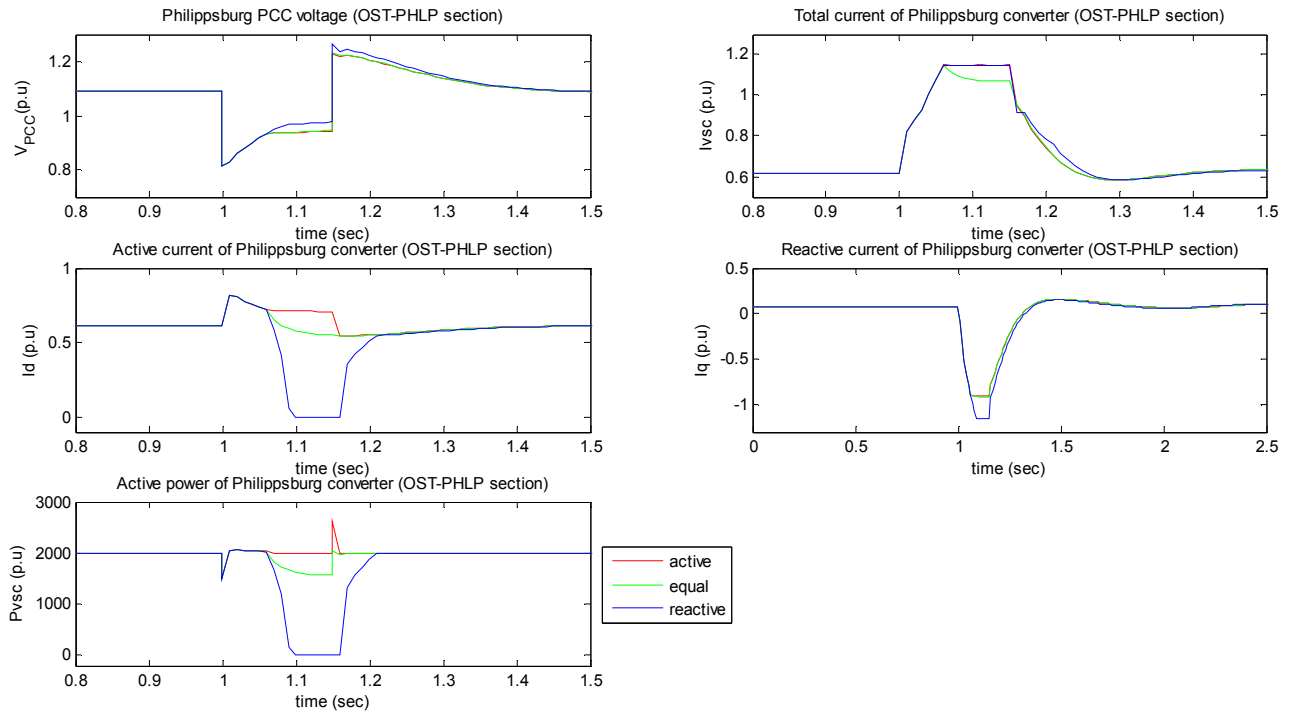 Philippsburg PCC voltage (OST-PHLP section)
1.2
1
0.8
V_PCC(p.u)
0.8 0.9 1 1.1 1.2 1.3 1.4 1.5
time (sec)
Total current of Philippsburg converter (OST-PHLP section)
1.2
1
0.8
0.6
Ivsc (p.u)
0.8 0.9 1 1.1 1.2 1.3 1.4 1.5
time (sec)
Active current of Philippsburg converter (OST-PHLP section)
1
0.5
0
Id (p.u)
0.8 0.9 1 1.1 1.2 1.3 1.4 1.5
time (sec)
Reactive current of Philippsburg converter (OST-PHLP section)
0.5
0
-0.5
-1
Iq (p.u)
0 0.5 1 1.5 2 2.5
time (sec)
Active power of Philippsburg converter (OST-PHLP section)
3000
2000
1000
0
Pvsc (p.u)
0.8 0.9 1 1.1 1.2 1.3 1.4 1.5
time (sec)
active
equal
reactive